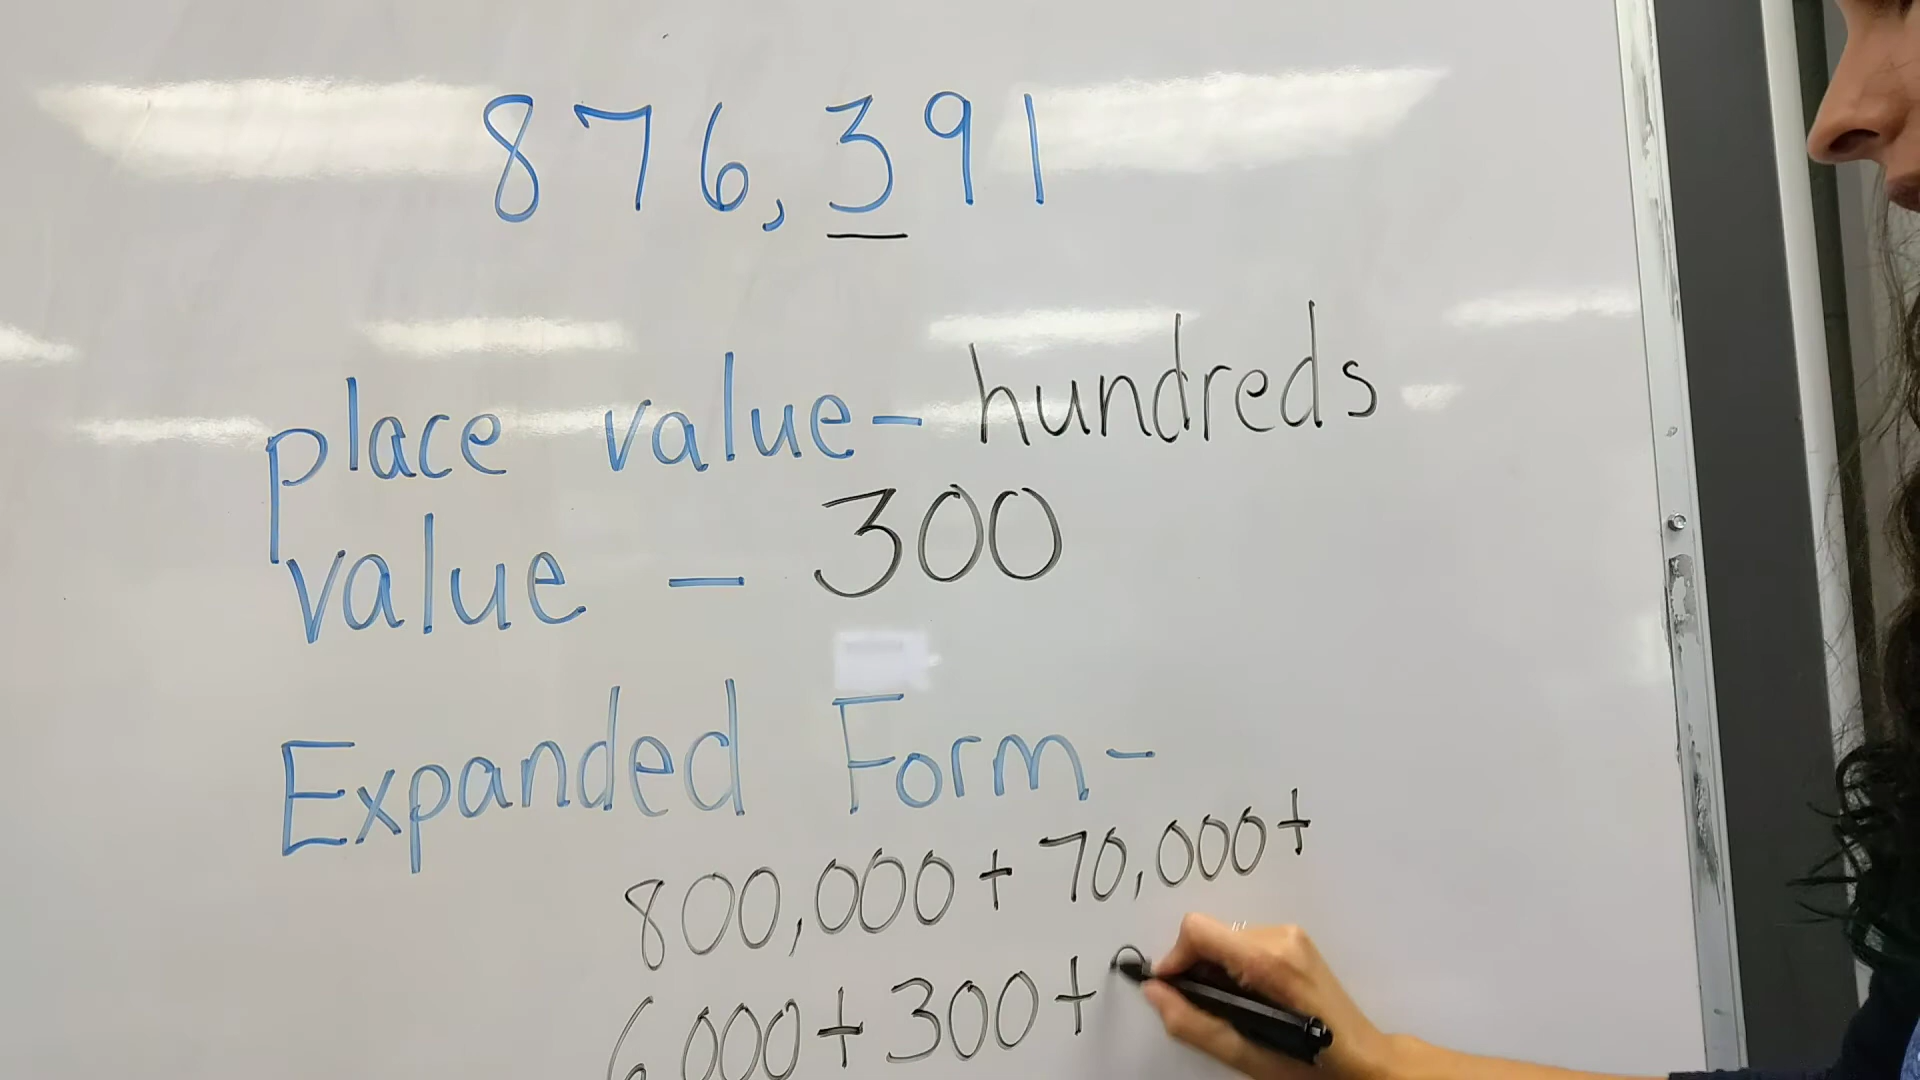 876,391
place value - hundreds
value - 300
Expanded Form -
800,000 + 70,000 +
6,000 + 300 +